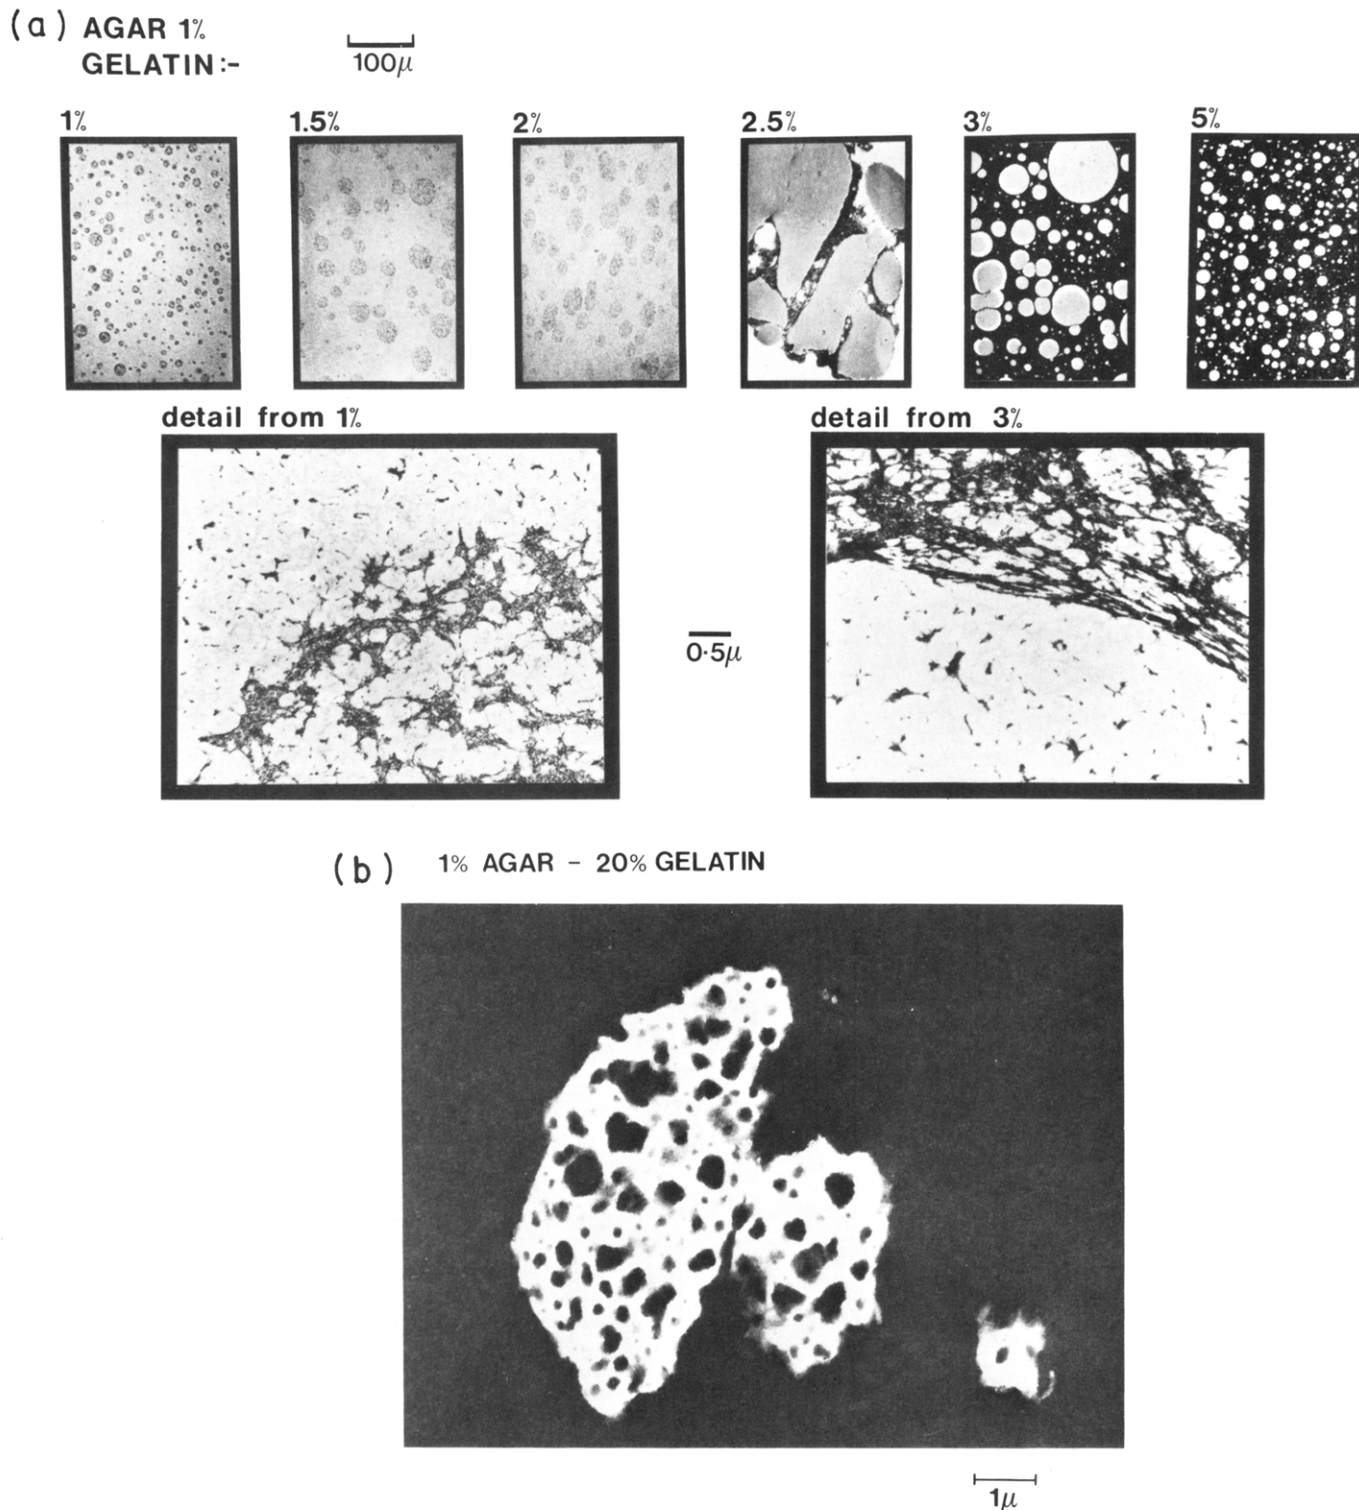 (a) AGAR 1%
GELATIN:-
100μ
1%
1.5%
2%
2.5%
3%
5%
detail from 1%
detail from 3%
0·5μ
(b) 1% AGAR - 20% GELATIN
1μ